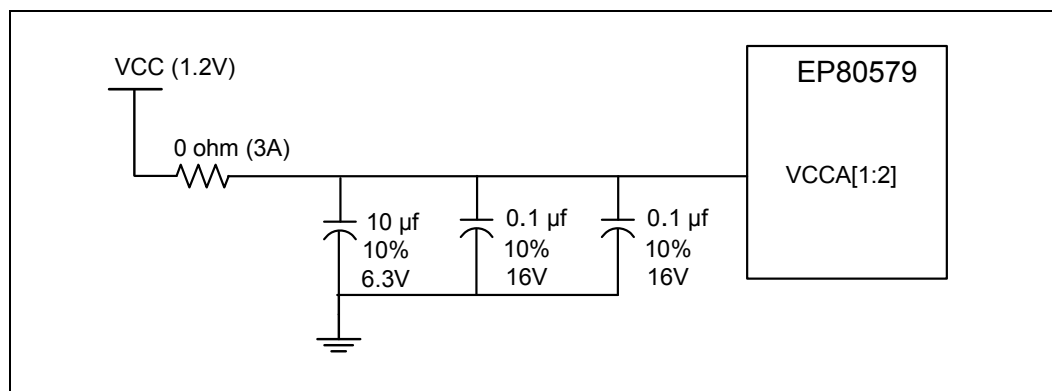 VCC (1.2V)
EP80579
0 ohm (3A)
VCCA[1:2]
10 µf
10%
6.3V
0.1 µf
10%
16V
0.1 µf
10%
16V